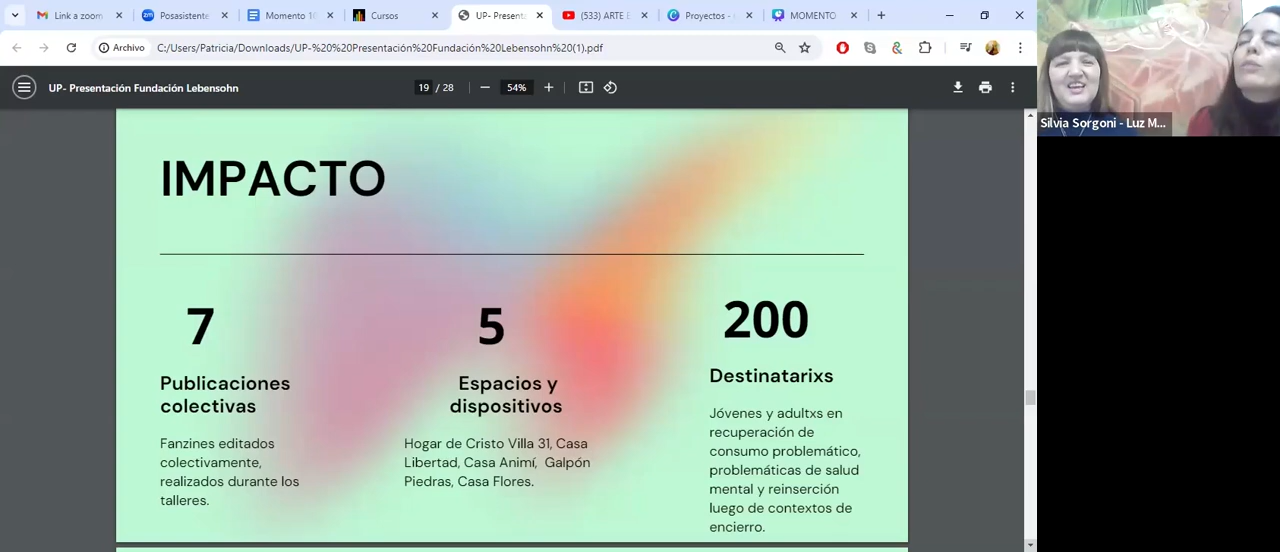 Link a zoom
Posasistente
Momento 1
Cursos
UP- Presenta
(533) ARTE E
Proyectos -
MOMENTO
Archivo
C:/Users/Patricia/Downloads/UP-%20%20Presentación%20Fundación%20Lebensohn%20(1).pdf
UP- Presentación Fundación Lebensohn
19 / 28
54%
Silvia Sorgoni - Luz M...
IMPACTO
7
5
200
Publicaciones
colectivas
Fanzines editados
colectivamente,
realizados durante los
talleres.
Espacios y
dispositivos
Hogar de Cristo Villa 31, Casa
Libertad, Casa Animí, Galpón
Piedras, Casa Flores.
Destinatarixs
Jóvenes y adultxs en
recuperación de
consumo problemático,
problemáticas de salud
mental y reinserción
luego de contextos de
encierro.